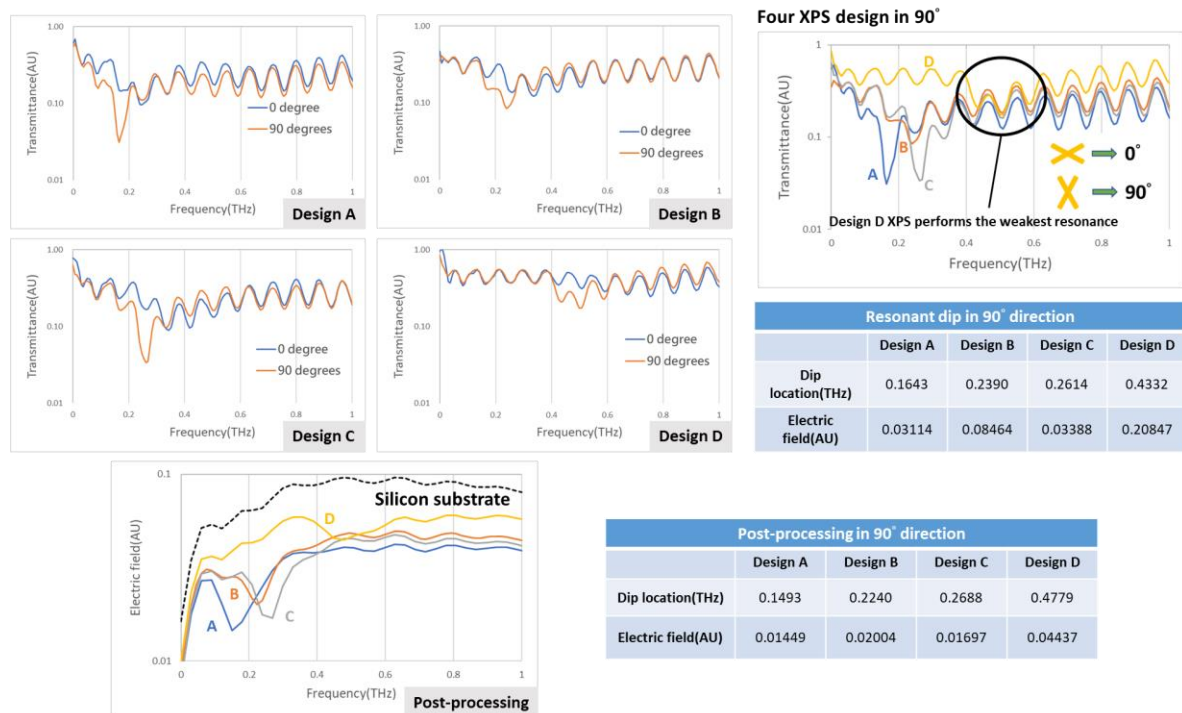 Transmittance(AU)
1.00
0.10
0.01
0
0.2
0.4
0.6
0.8
1
Frequency(THz)
0 degree
90 degrees
Design A
Transmittance(AU)
1.00
0.10
0.01
0
0.2
0.4
0.6
0.8
1
Frequency(THz)
0 degree
90 degrees
Design B
Four XPS design in 90°
Transmittance(AU)
1
0.1
0.01
0
0.2
0.4
0.6
0.8
1
Frequency(THz)
D
A
B
C
0°
90°
Design D XPS performs the weakest resonance
Transmittance(AU)
1.00
0.10
0.01
0
0.2
0.4
0.6
0.8
1
Frequency(THz)
0 degree
90 degrees
Design C
Transmittance(AU)
1.00
0.10
0.01
0
0.2
0.4
0.6
0.8
1
Frequency(THz)
0 degree
90 degrees
Design D
Resonant dip in 90° direction
Design A Design B Design C Design D
Dip
location(THz) 0.1643 0.2390 0.2614 0.4332
Electric
field(AU) 0.03114 0.08464 0.03388 0.20847
Electric field(AU)
0.1
0.01
0
0.2
0.4
0.6
0.8
1
Frequency(THz)
Silicon substrate
D
B
A
C
Post-processing
Post-processing in 90° direction
Design A Design B Design C Design D
Dip location(THz) 0.1493 0.2240 0.2688 0.4779
Electric field(AU) 0.01449 0.02004 0.01697 0.04437